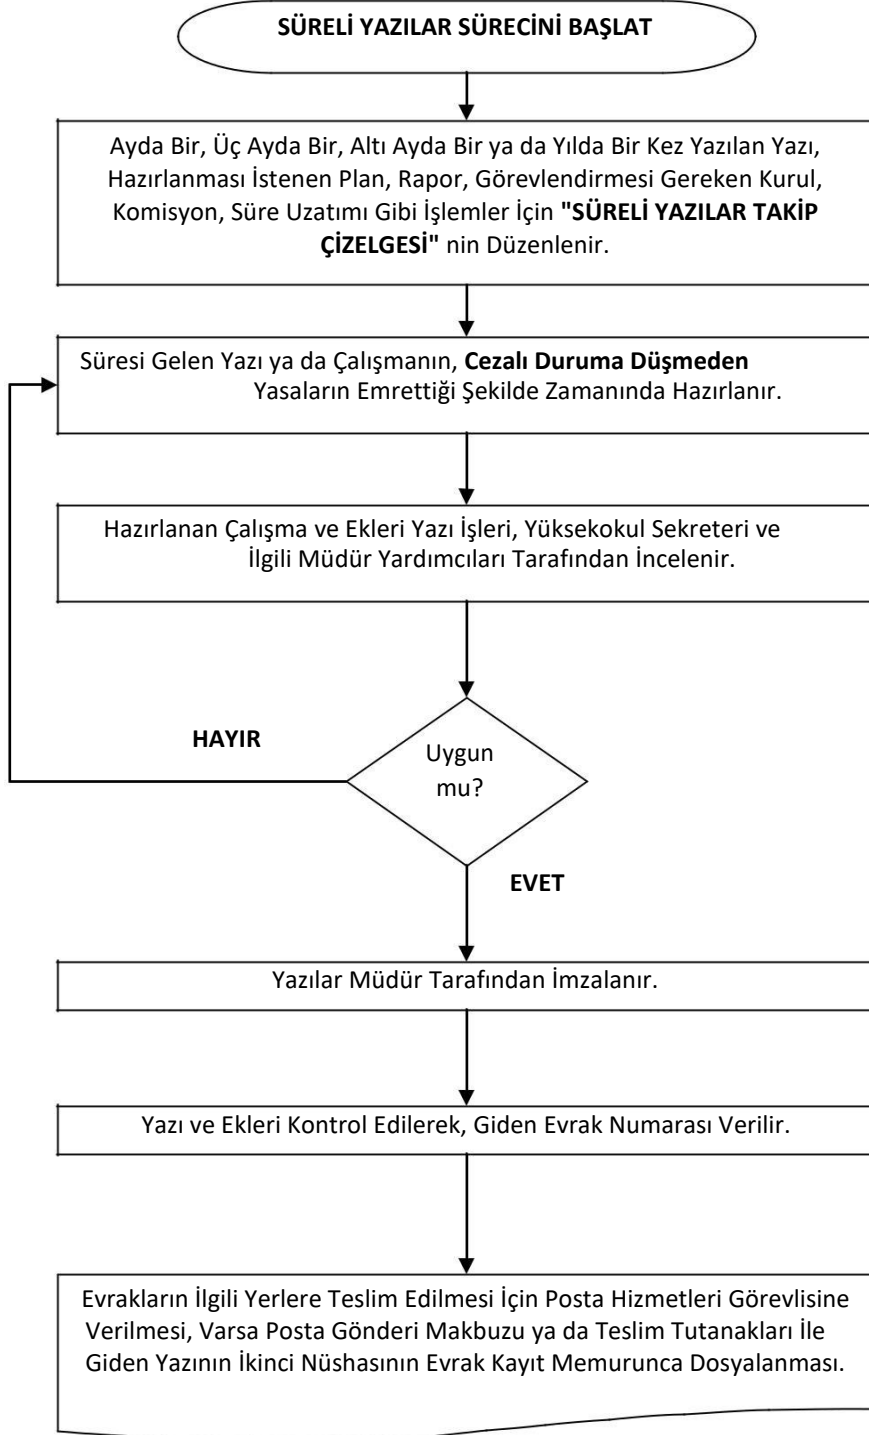 SÜRELİ YAZILAR SÜRECİNİ BAŞLAT
Ayda Bir, Üç Ayda Bir, Altı Ayda Bir ya da Yılda Bir Kez Yazılan Yazı,
Hazırlanması İstenen Plan, Rapor, Görevlendirmesi Gereken Kurul,
Komisyon, Süre Uzatımı Gibi İşlemler İçin "SÜRELİ YAZILAR TAKİP
ÇİZELGESİ" nin Düzenlenir.
Süresi Gelen Yazı ya da Çalışmanın, Cezalı Duruma Düşmeden
Yasaların Emrettiği Şekilde Zamanında Hazırlanır.
Hazırlanan Çalışma ve Ekleri Yazı İşleri, Yüksekokul Sekreteri ve
İlgili Müdür Yardımcıları Tarafından İncelenir.
HAYIR
Uygun
mu?
EVET
Yazılar Müdür Tarafından İmzalanır.
Yazı ve Ekleri Kontrol Edilerek, Giden Evrak Numarası Verilir.
Evrakların İlgili Yerlere Teslim Edilmesi İçin Posta Hizmetleri Görevlisine
Verilmesi, Varsa Posta Gönderi Makbuzu ya da Teslim Tutanakları İle
Giden Yazının İkinci Nüshasının Evrak Kayıt Memurunca Dosyalanması.